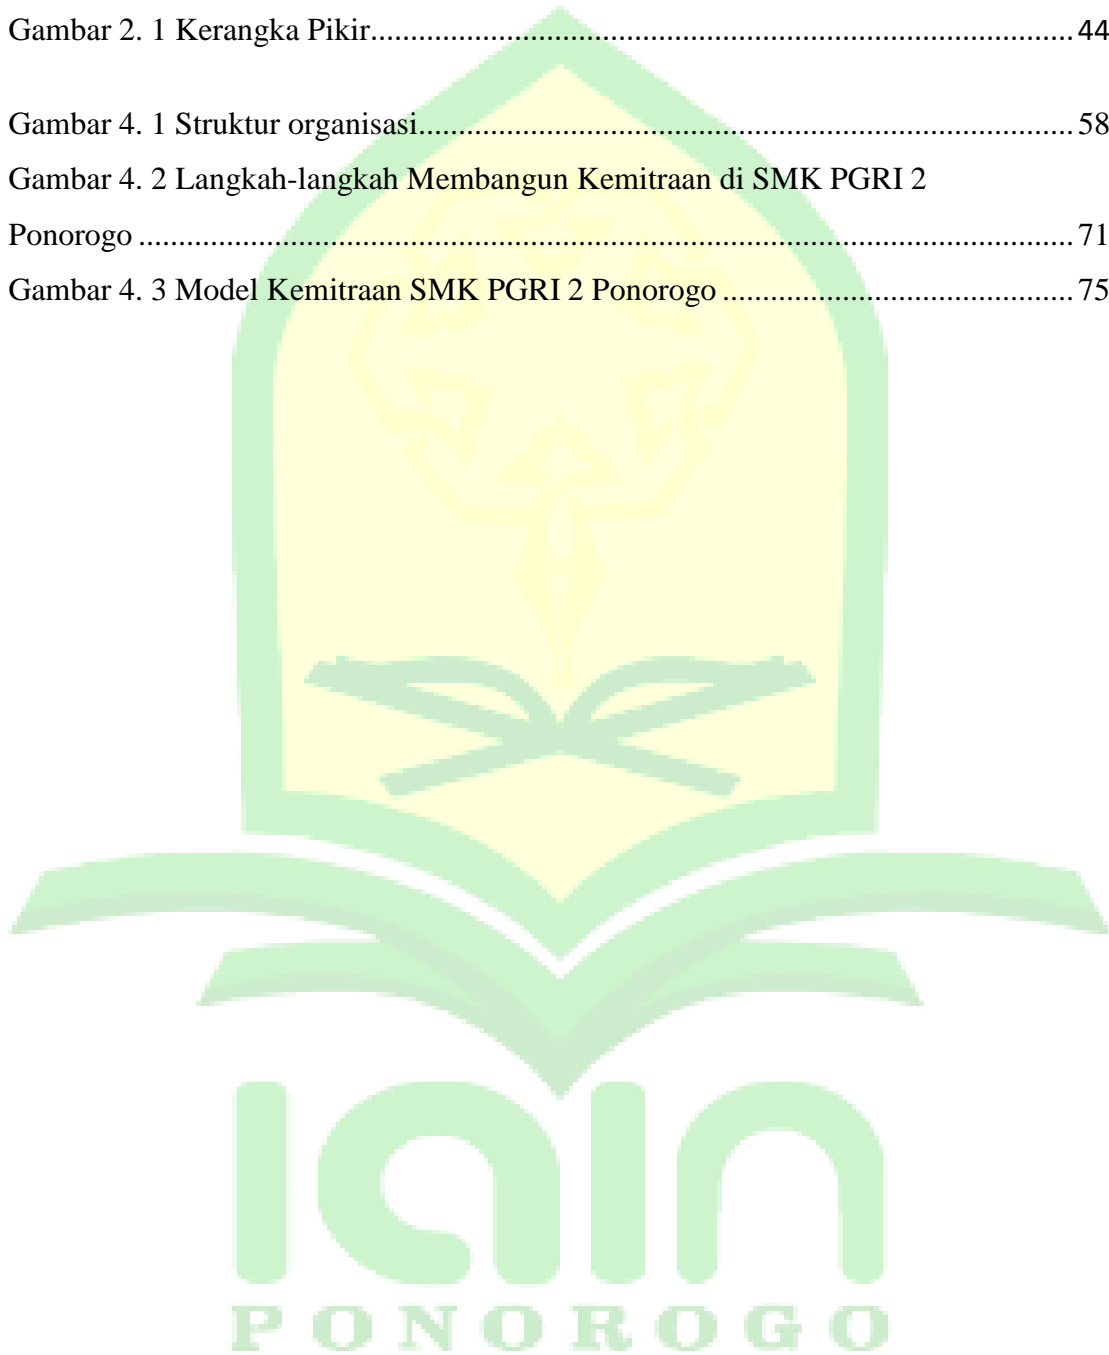 Gambar 2. 1 Kerangka Pikir........................................................................................ 44
Gambar 4. 1 Struktur organisasi.................................................................................. 58
Gambar 4. 2 Langkah-langkah Membangun Kemitraan di SMK PGRI 2
Ponorogo ..................................................................................................................... 71
Gambar 4. 3 Model Kemitraan SMK PGRI 2 Ponorogo ............................................ 75
iain
PONOROGO